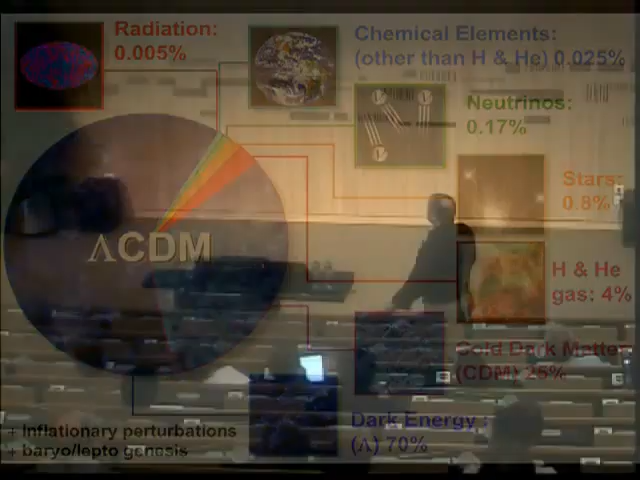 Radiation:
0.005%
Chemical Elements:
(other than H & He) 0.025%
Neutrinos:
0.17%
Stars:
0.8%
ΛCDM
H & He
gas: 4%
Cold Dark Matter:
(CDM) 25%
Dark Energy :
(Λ) 70%
+ Inflationary perturbations
+ baryo/lepto genesis